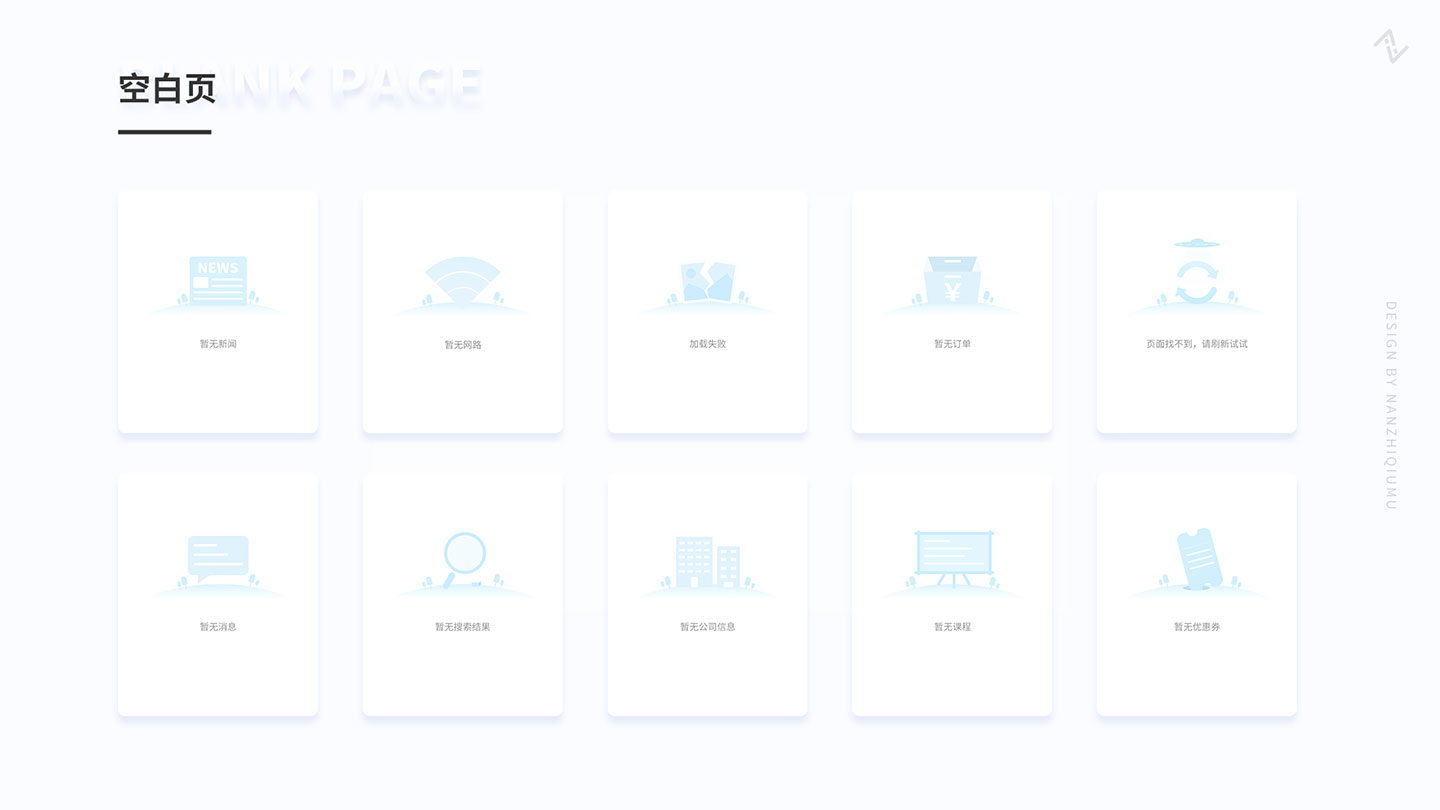 BLANK PAGE
空白页
NEWS
暂无新闻
暂无网路
加载失败
¥
暂无订单
页面找不到，请刷新试试
暂无消息
暂无搜索结果
暂无公司信息
暂无课程
暂无优惠券
DESIGN BY NANZHIQIUMU